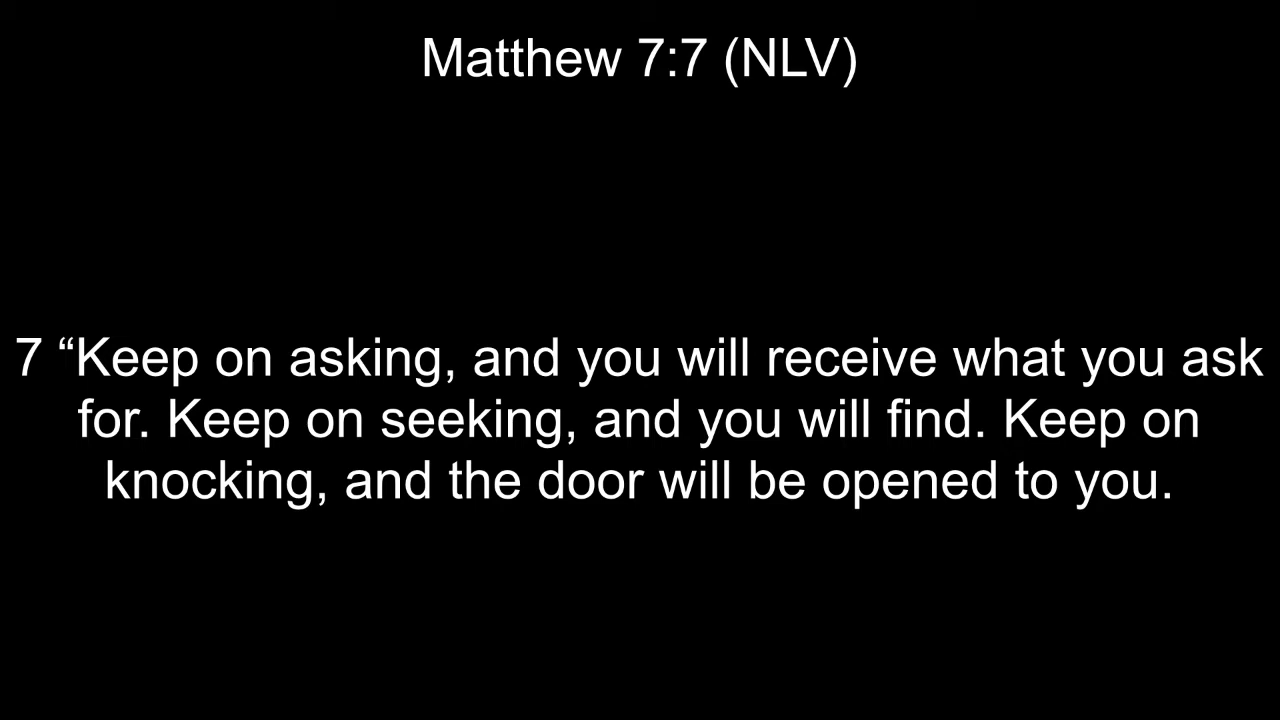 Matthew 7:7 (NLV)
7 “Keep on asking, and you will receive what you ask
for. Keep on seeking, and you will find. Keep on
knocking, and the door will be opened to you.